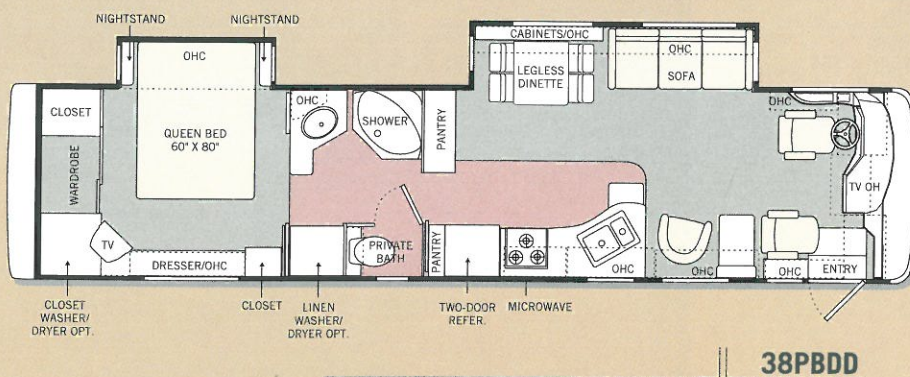 NIGHTSTAND
NIGHTSTAND
CABINETS/OHC
OHC
OHC
LEGLESS
DINETTE
SOFA
CLOSET
OHC
OHC
SHOWER
PANTRY
QUEEN BED
60" X 80"
WARDROBE
TV OH
TV
PRIVATE
BATH
PANTRY
DRESSER/OHC
OHC
OHC
OHC
ENTRY
CLOSET
WASHER/
DRYER OPT.
CLOSET
LINEN
WASHER/
DRYER OPT.
TWO-DOOR
REFER.
MICROWAVE
38PBDD